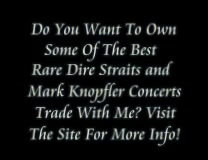 Do You Want To Own
Some Of The Best
Rare Dire Straits and
Mark Knopfler Concerts
Trade With Me? Visit
The Site For More Info!